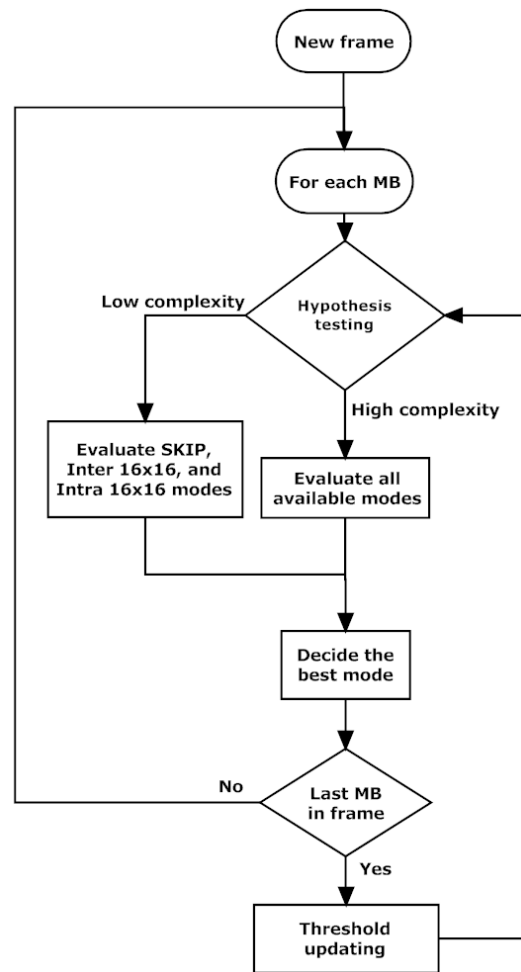 New frame
For each MB
Hypothesis
testing
Low complexity
High complexity
Evaluate SKIP,
Inter 16x16, and
Intra 16x16 modes
Evaluate all
available modes
Decide the
best mode
Last MB
in frame
No
Yes
Threshold
updating